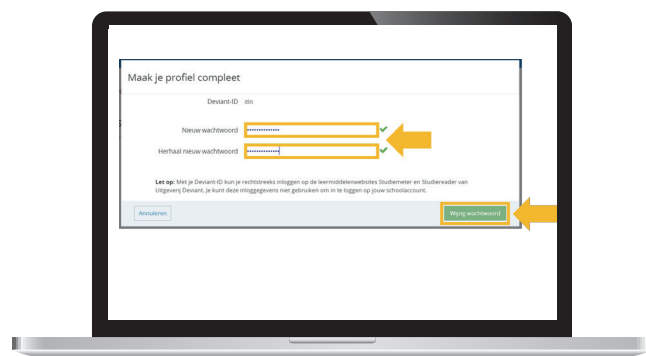 Maak je profiel compleet
Deviant-ID
Nieuw wachtwoord ••••••••••••••
Herhaal nieuw wachtwoord ••••••••••••••
Let op: Met je Deviant-ID kun je rechtstreeks inloggen op de leermiddelenwebsites Studiemeter en Studiereader van
Uitgeverij Deviant. Je kunt deze inloggegevens niet gebruiken om in te loggen op jouw schoolaccount.
Annuleren Wijzig wachtwoord